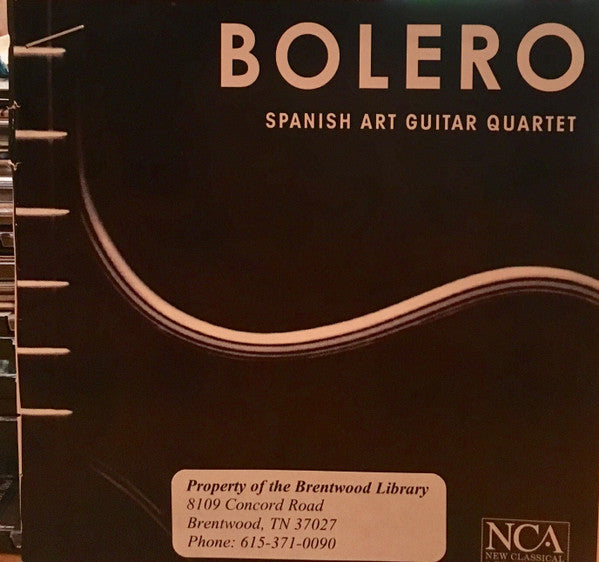 BOLERO
SPANISH ART GUITAR QUARTET
Property of the Brentwood Library
8109 Concord Road
Brentwood, TN 37027
Phone: 615-371-0090
NCA
NEW CLASSICAL